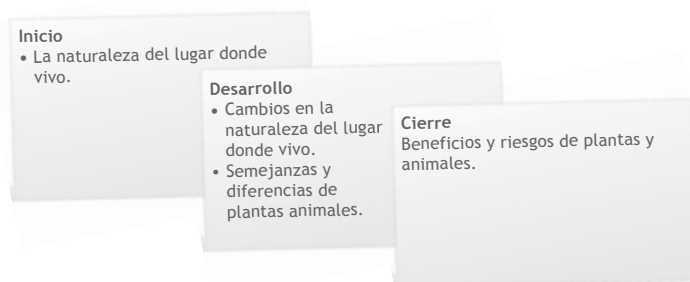 Inicio
• La naturaleza del lugar donde
vivo.
Desarrollo
• Cambios en la
naturaleza del lugar
donde vivo.
• Semejanzas y
diferencias de
plantas animales.
Cierre
Beneficios y riesgos de plantas y
animales.